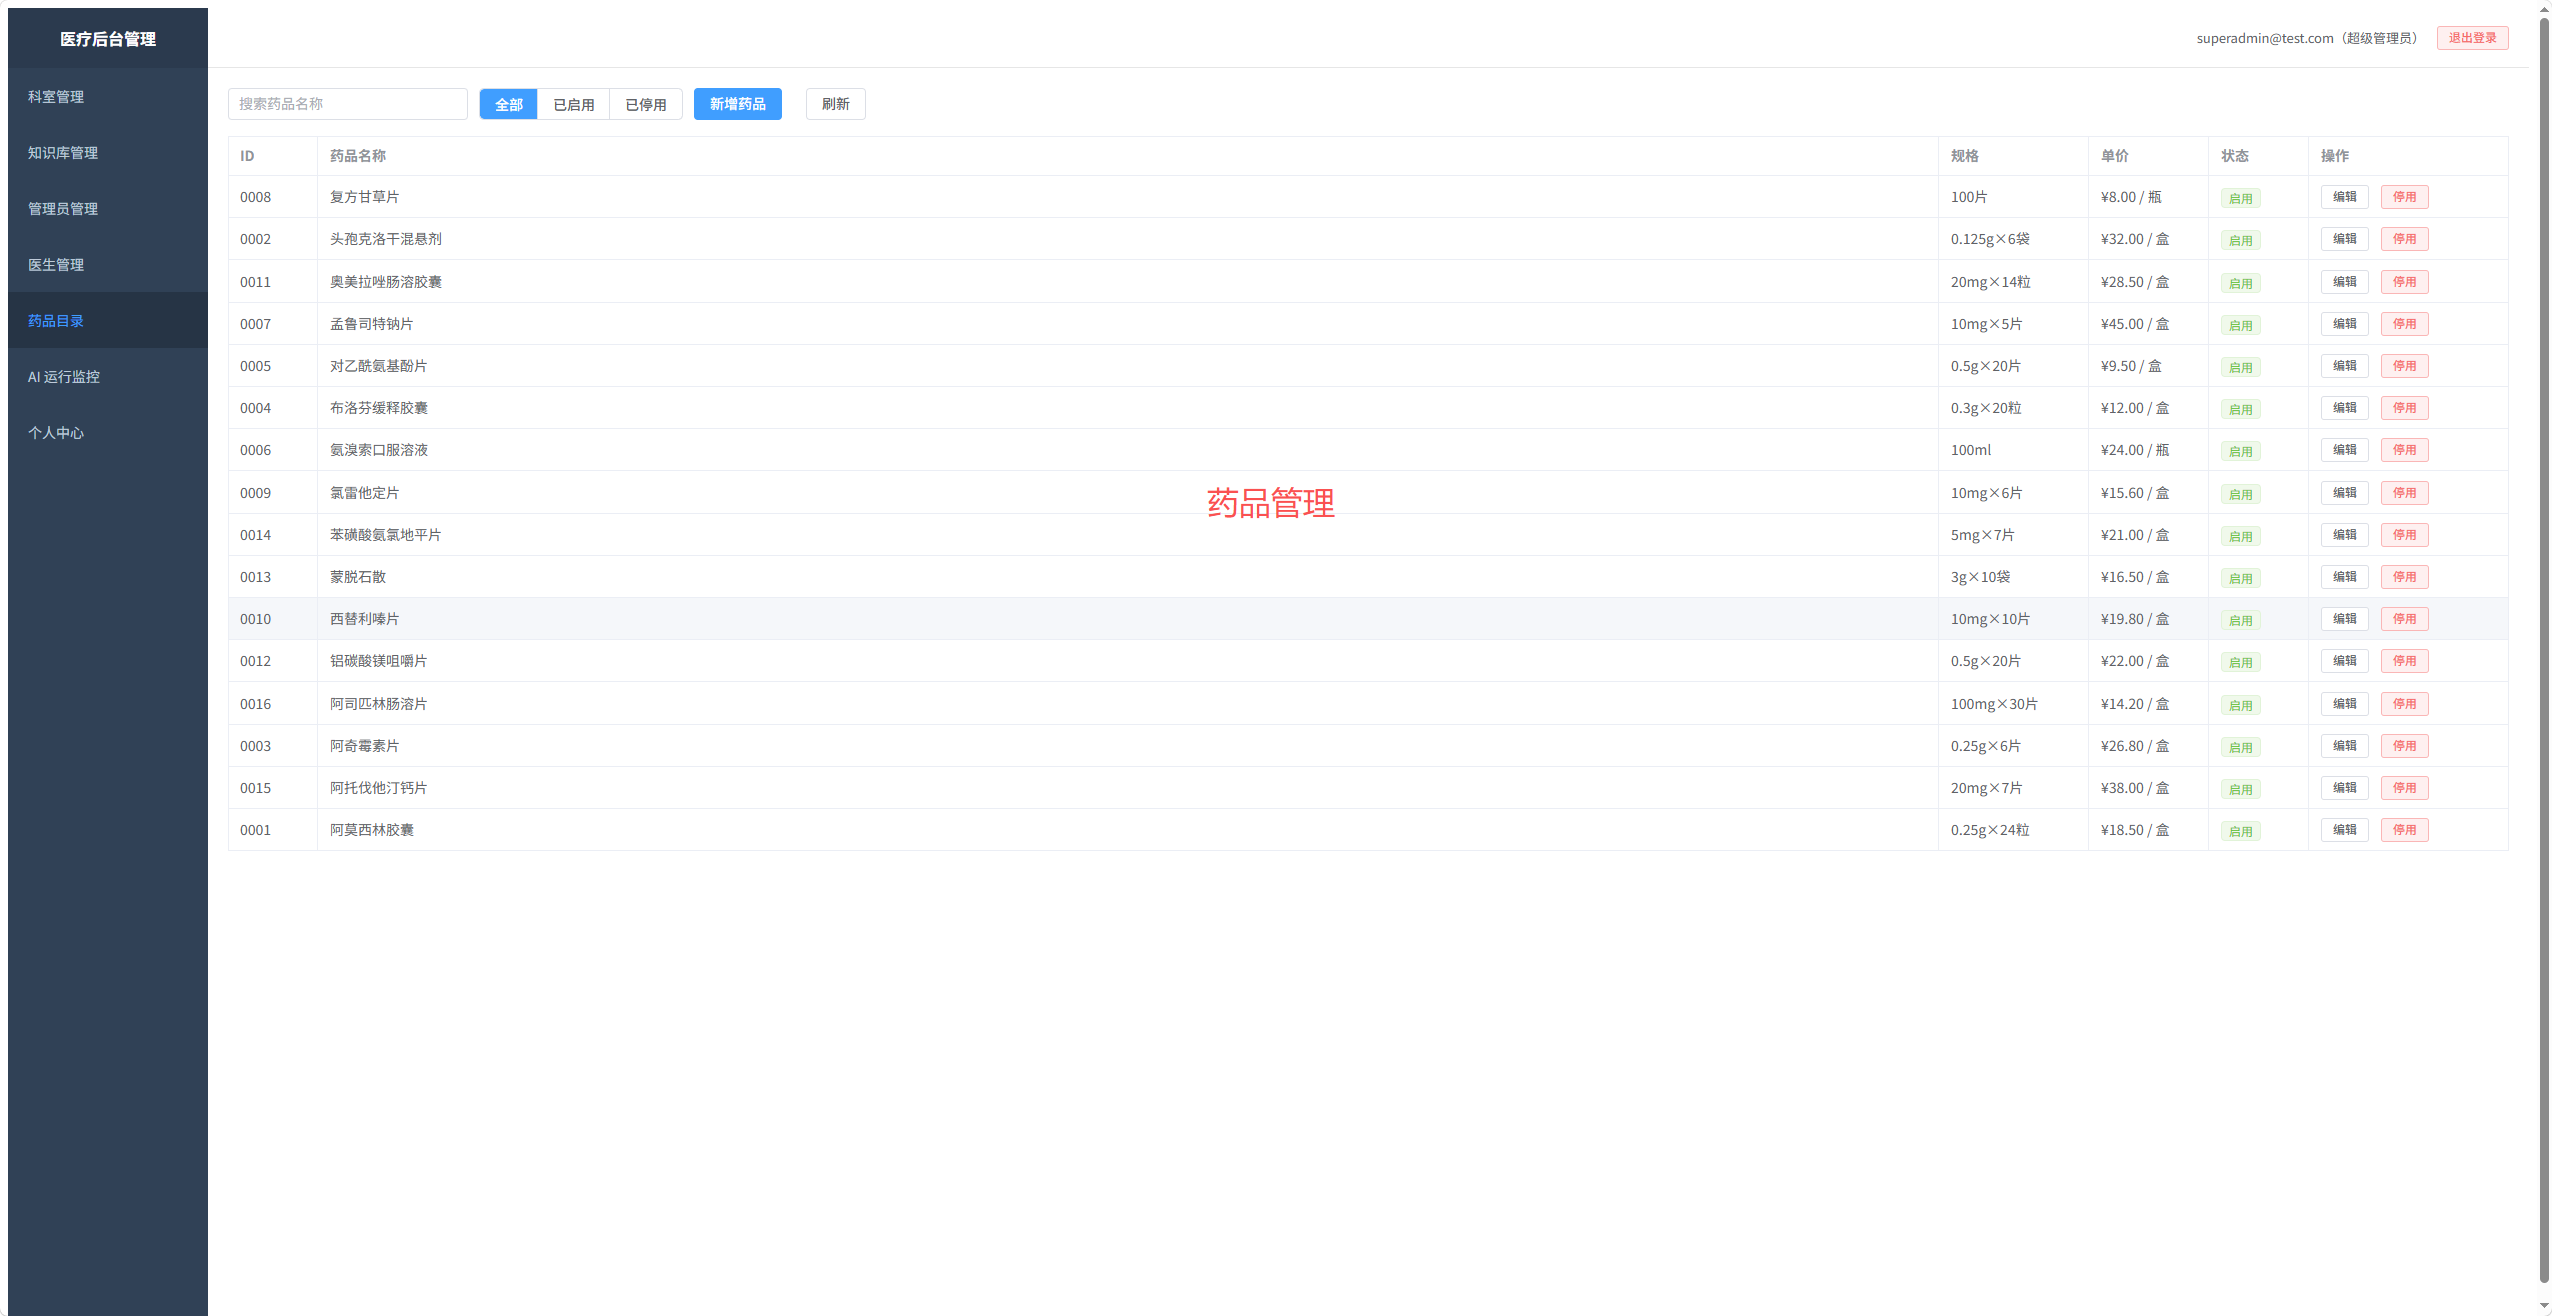 医疗后台管理
superadmin@test.com（超级管理员） 退出登录
科室管理
知识库管理
管理员管理
医生管理
药品目录
AI 运行监控
个人中心
搜索药品名称 全部 已启用 已停用 新增药品 刷新
ID 药品名称 规格 单价 状态 操作
0008 复方甘草片 100片 ¥8.00 / 瓶 启用 编辑 停用
0002 头孢克洛干混悬剂 0.125g×6袋 ¥32.00 / 盒 启用 编辑 停用
0011 奥美拉唑肠溶胶囊 20mg×14粒 ¥28.50 / 盒 启用 编辑 停用
0007 孟鲁司特钠片 10mg×5片 ¥45.00 / 盒 启用 编辑 停用
0005 对乙酰氨基酚片 0.5g×20片 ¥9.50 / 盒 启用 编辑 停用
0004 布洛芬缓释胶囊 0.3g×20粒 ¥12.00 / 盒 启用 编辑 停用
0006 氨溴索口服溶液 100ml ¥24.00 / 瓶 启用 编辑 停用
0009 氯雷他定片 10mg×6片 ¥15.60 / 盒 启用 编辑 停用
药品管理
0014 苯磺酸氨氯地平片 5mg×7片 ¥21.00 / 盒 启用 编辑 停用
0013 蒙脱石散 3g×10袋 ¥16.50 / 盒 启用 编辑 停用
0010 西替利嗪片 10mg×10片 ¥19.80 / 盒 启用 编辑 停用
0012 铝碳酸镁咀嚼片 0.5g×20片 ¥22.00 / 盒 启用 编辑 停用
0016 阿司匹林肠溶片 100mg×30片 ¥14.20 / 盒 启用 编辑 停用
0003 阿奇霉素片 0.25g×6片 ¥26.80 / 盒 启用 编辑 停用
0015 阿托伐他汀钙片 20mg×7片 ¥38.00 / 盒 启用 编辑 停用
0001 阿莫西林胶囊 0.25g×24粒 ¥18.50 / 盒 启用 编辑 停用